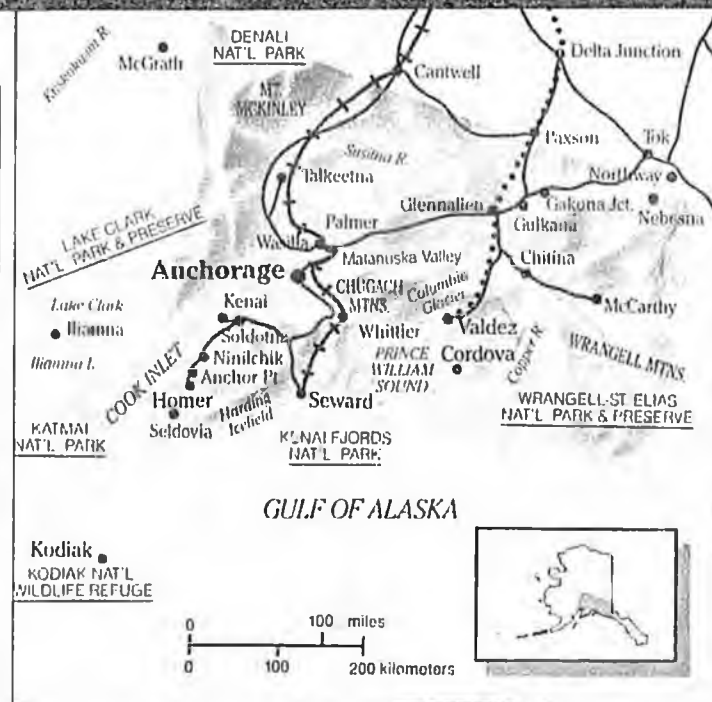 Kuskokwim R.
McGrath
DENALI
NAT'L PARK
MT.
MCKINLEY
Cantwell
Delta Junction
Paxson
Tok
Susitna R.
Talkeetna
Northway
Nebesna
Glennallen
Gakona Jct.
Gulkana
Palmer
Wasilla
Matanuska Valley
Chitina
LAKE CLARK
NAT'L PARK & PRESERVE
Anchorage
CHUGACH
MTNS.
Columbia
Glacier
McCarthy
Lake Clark
Iliamna
Iliamna L.
Kenai
Soldotna
Whittier
Valdez
Ninilchik
Anchor Pt.
COOK INLET
PRINCE
WILLIAM
SOUND
Cordova
Copper R.
WRANGELL MTNS.
Homer
Seldovia
Harding
Icefield
Seward
WRANGELL-ST. ELIAS
NAT'L PARK & PRESERVE
KATMAI
NAT'L PARK
KENAI FJORDS
NAT'L PARK
GULF OF ALASKA
Kodiak
KODIAK NAT'L
WILDLIFE REFUGE
0 100 miles
0 100 200 kilometers